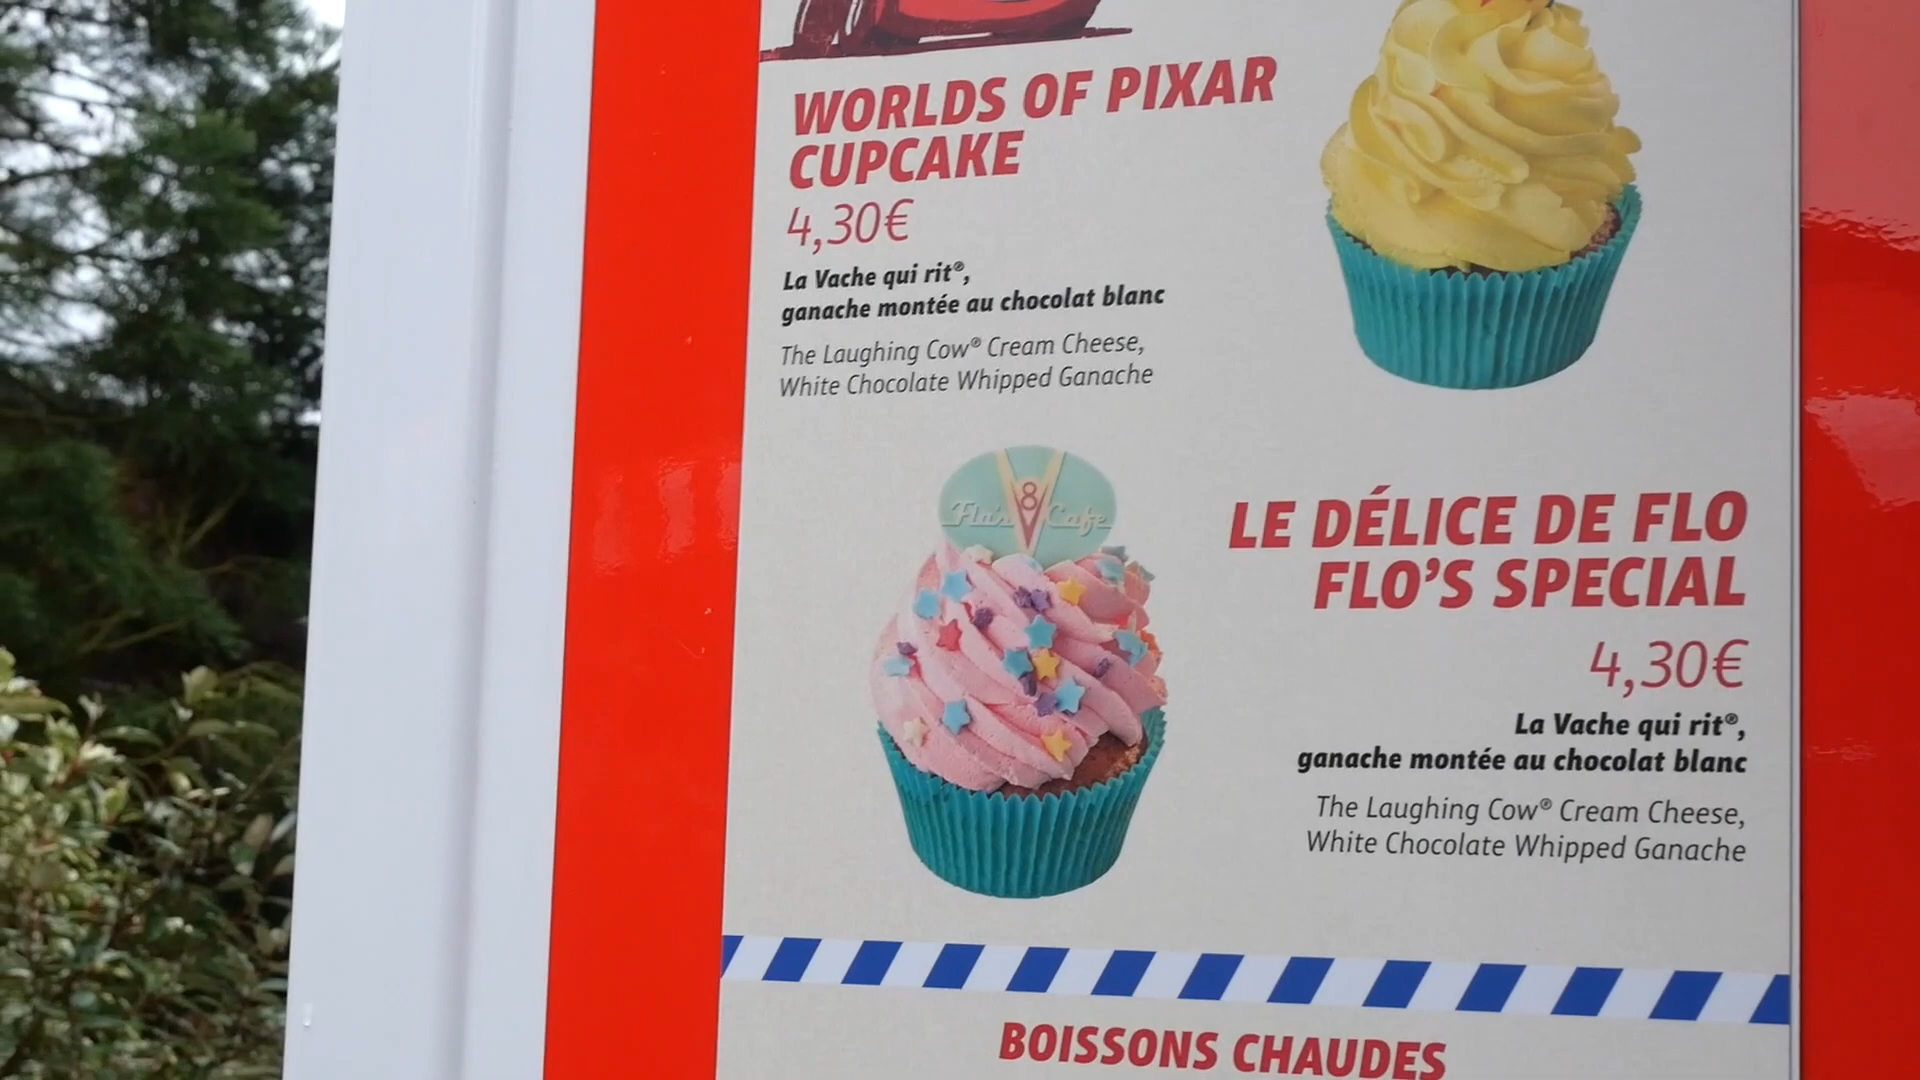 WORLDS OF PIXAR
CUPCAKE
4,30€
La Vache qui rit®,
ganache montée au chocolat blanc
The Laughing Cow® Cream Cheese,
White Chocolate Whipped Ganache
Flo's V8 Cafe
LE DÉLICE DE FLO
FLO'S SPECIAL
4,30€
La Vache qui rit®,
ganache montée au chocolat blanc
The Laughing Cow® Cream Cheese,
White Chocolate Whipped Ganache
BOISSONS CHAUDES